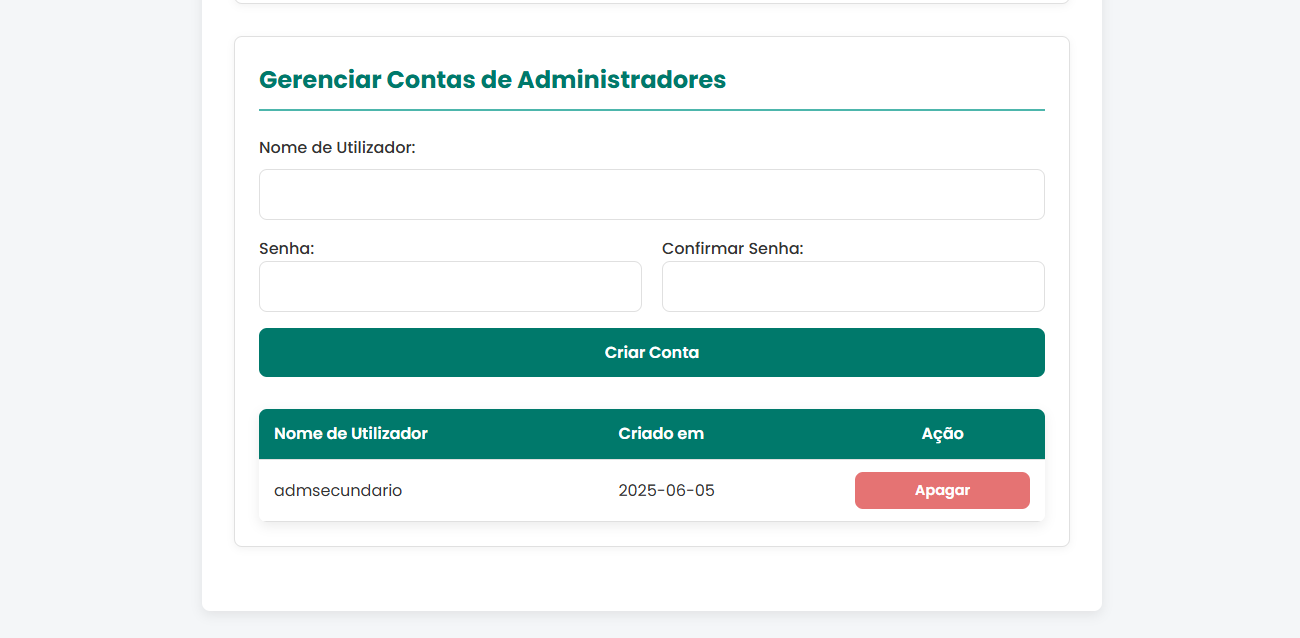 Gerenciar Contas de Administradores
Nome de Utilizador:
Senha: Confirmar Senha:
Criar Conta
Nome de Utilizador Criado em Ação
admsecundario 2025-06-05 Apagar